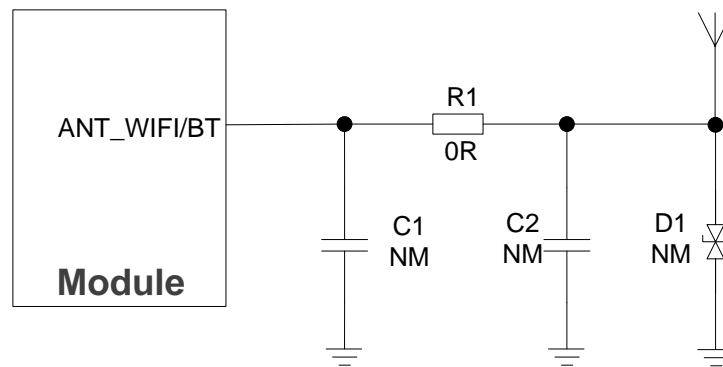 R1
ANT_WIFI/BT
0R
C1
NM
C2
NM
D1
NM
Module